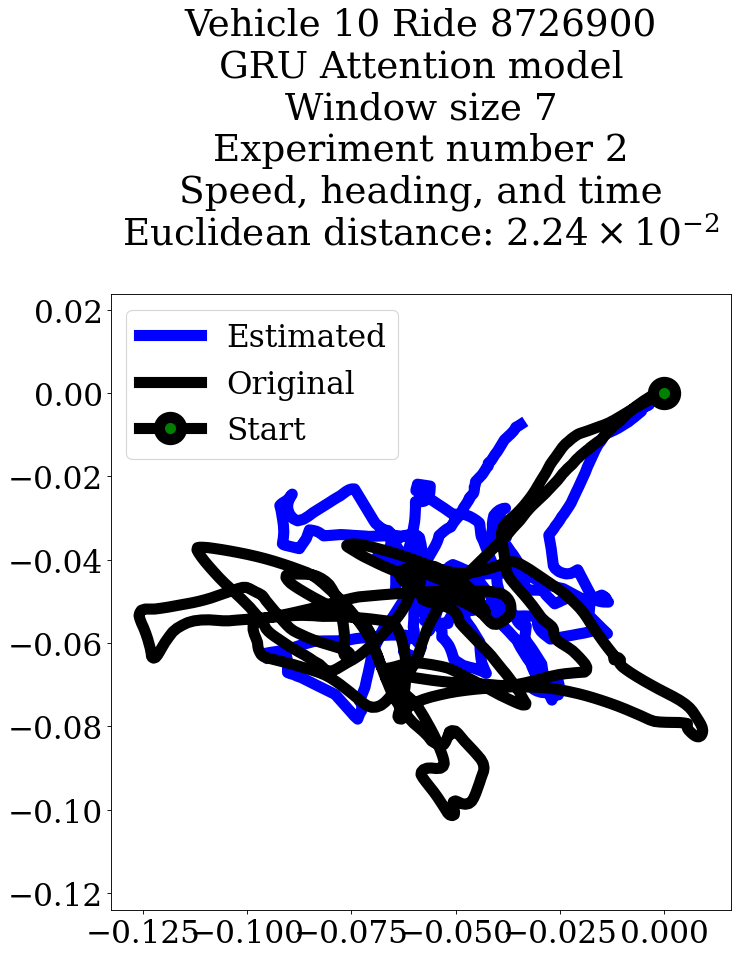 Vehicle 10 Ride 8726900
GRU Attention model
Window size 7
Experiment number 2
Speed, heading, and time
Euclidean distance: 2.24 × 10⁻²
0.02
0.00
−0.02
−0.04
−0.06
−0.08
−0.10
−0.12
Estimated
Original
Start
−0.125 −0.100 −0.075 −0.050 −0.025 0.000